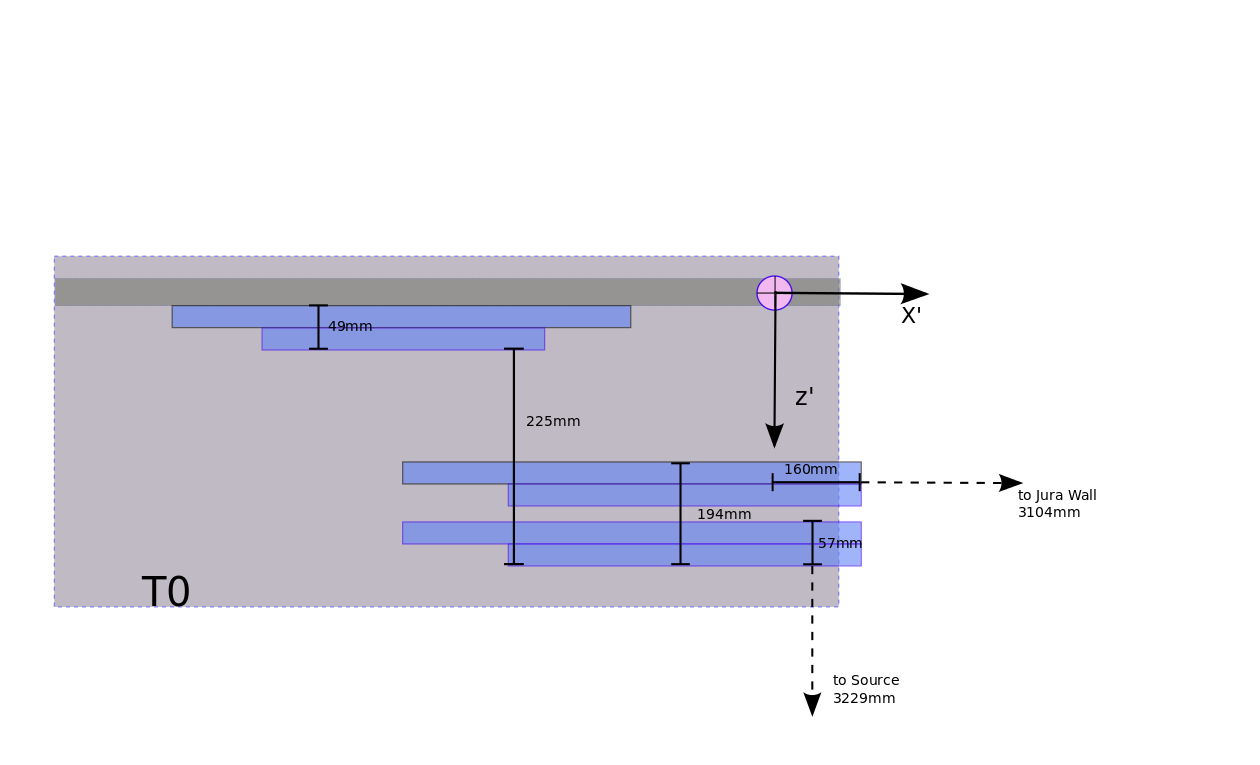 X'
49mm
z'
225mm
160mm
to Jura Wall
3104mm
194mm
57mm
T0
to Source
3229mm